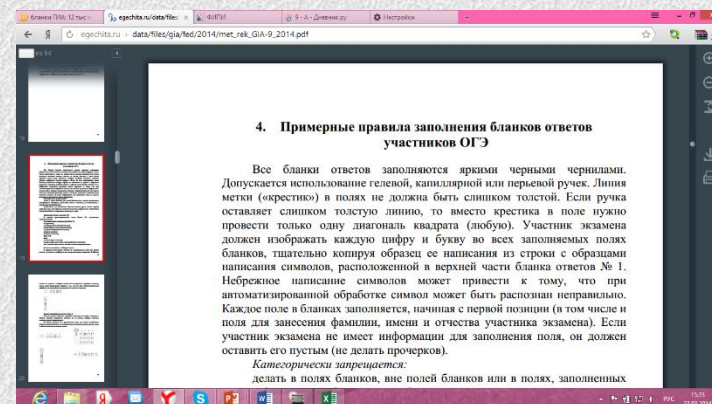 бланки ГИА: 12 тыс
egechita.ru/data/files
ФИПИ
9 - А - Дневник.ру
Настройки
egechita.ru › data/files/gia/fed/2014/met_rek_GIA-9_2014.pdf
из 84
4. Примерные правила заполнения бланков ответов
участников ОГЭ
Все бланки ответов заполняются яркими черными чернилами.
Допускается использование гелевой, капиллярной или перьевой ручек. Линия
метки («крестик») в полях не должна быть слишком толстой. Если ручка
оставляет слишком толстую линию, то вместо крестика в поле нужно
провести только одну диагональ квадрата (любую). Участник экзамена
должен изображать каждую цифру и букву во всех заполняемых полях
бланков, тщательно копируя образец ее написания из строки с образцами
написания символов, расположенной в верхней части бланка ответов № 1.
Небрежное написание символов может привести к тому, что при
автоматизированной обработке символ может быть распознан неправильно.
Каждое поле в бланках заполняется, начиная с первой позиции (в том числе и
поля для занесения фамилии, имени и отчества участника экзамена). Если
участник экзамена не имеет информации для заполнения поля, он должен
оставить его пустым (не делать прочерков).
Категорически запрещается:
делать в полях бланков, вне полей бланков или в полях, заполненных
РУС
15:23